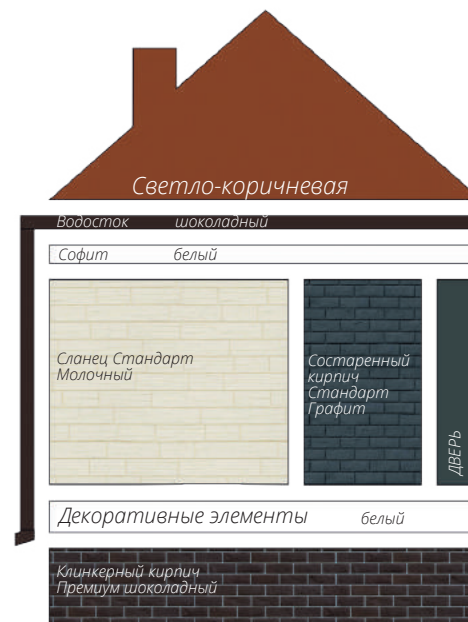 Светло-коричневая
Водосток шоколадный
Софит белый
Сланец Стандарт
Молочный
Состаренный
кирпич
Стандарт
Графит
ДВЕРЬ
Декоративные элементы белый
Клинкерный кирпич
Премиум шоколадный